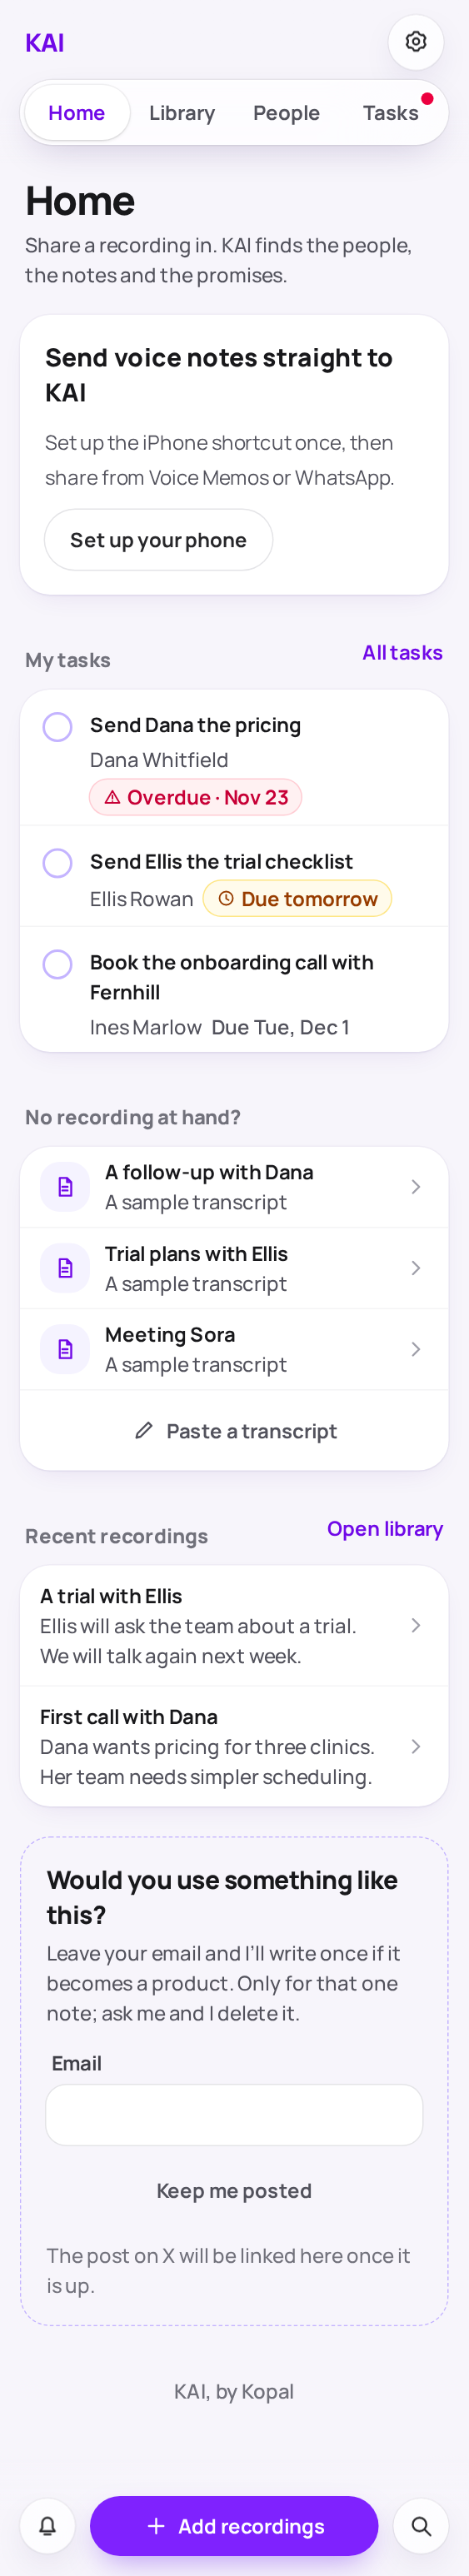 KAI
Home
Library
People
Tasks
Home
Share a recording in. KAI finds the people,
the notes and the promises.
Send voice notes straight to
KAI
Set up the iPhone shortcut once, then
share from Voice Memos or WhatsApp.
Set up your phone
My tasks
All tasks
Send Dana the pricing
Dana Whitfield
Overdue · Nov 23
Send Ellis the trial checklist
Ellis Rowan Due tomorrow
Book the onboarding call with
Fernhill
Ines Marlow Due Tue, Dec 1
No recording at hand?
A follow-up with Dana
A sample transcript
Trial plans with Ellis
A sample transcript
Meeting Sora
A sample transcript
Paste a transcript
Recent recordings
Open library
A trial with Ellis
Ellis will ask the team about a trial.
We will talk again next week.
First call with Dana
Dana wants pricing for three clinics.
Her team needs simpler scheduling.
Would you use something like
this?
Leave your email and I'll write once if it
becomes a product. Only for that one
note; ask me and I delete it.
Email
Keep me posted
The post on X will be linked here once it
is up.
KAI, by Kopal
Add recordings